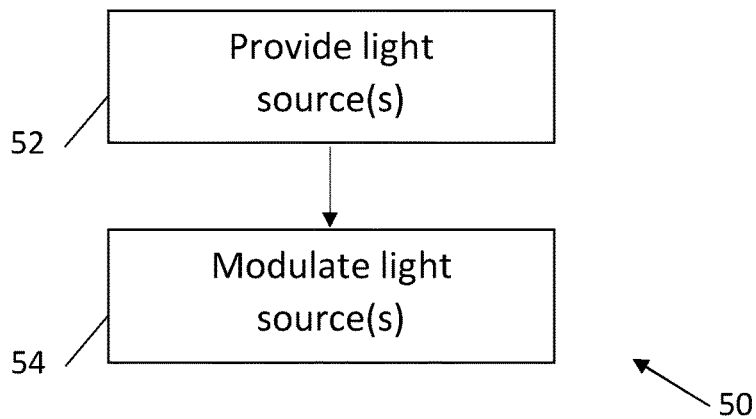 Provide light
source(s)
52
Modulate light
source(s)
54
50